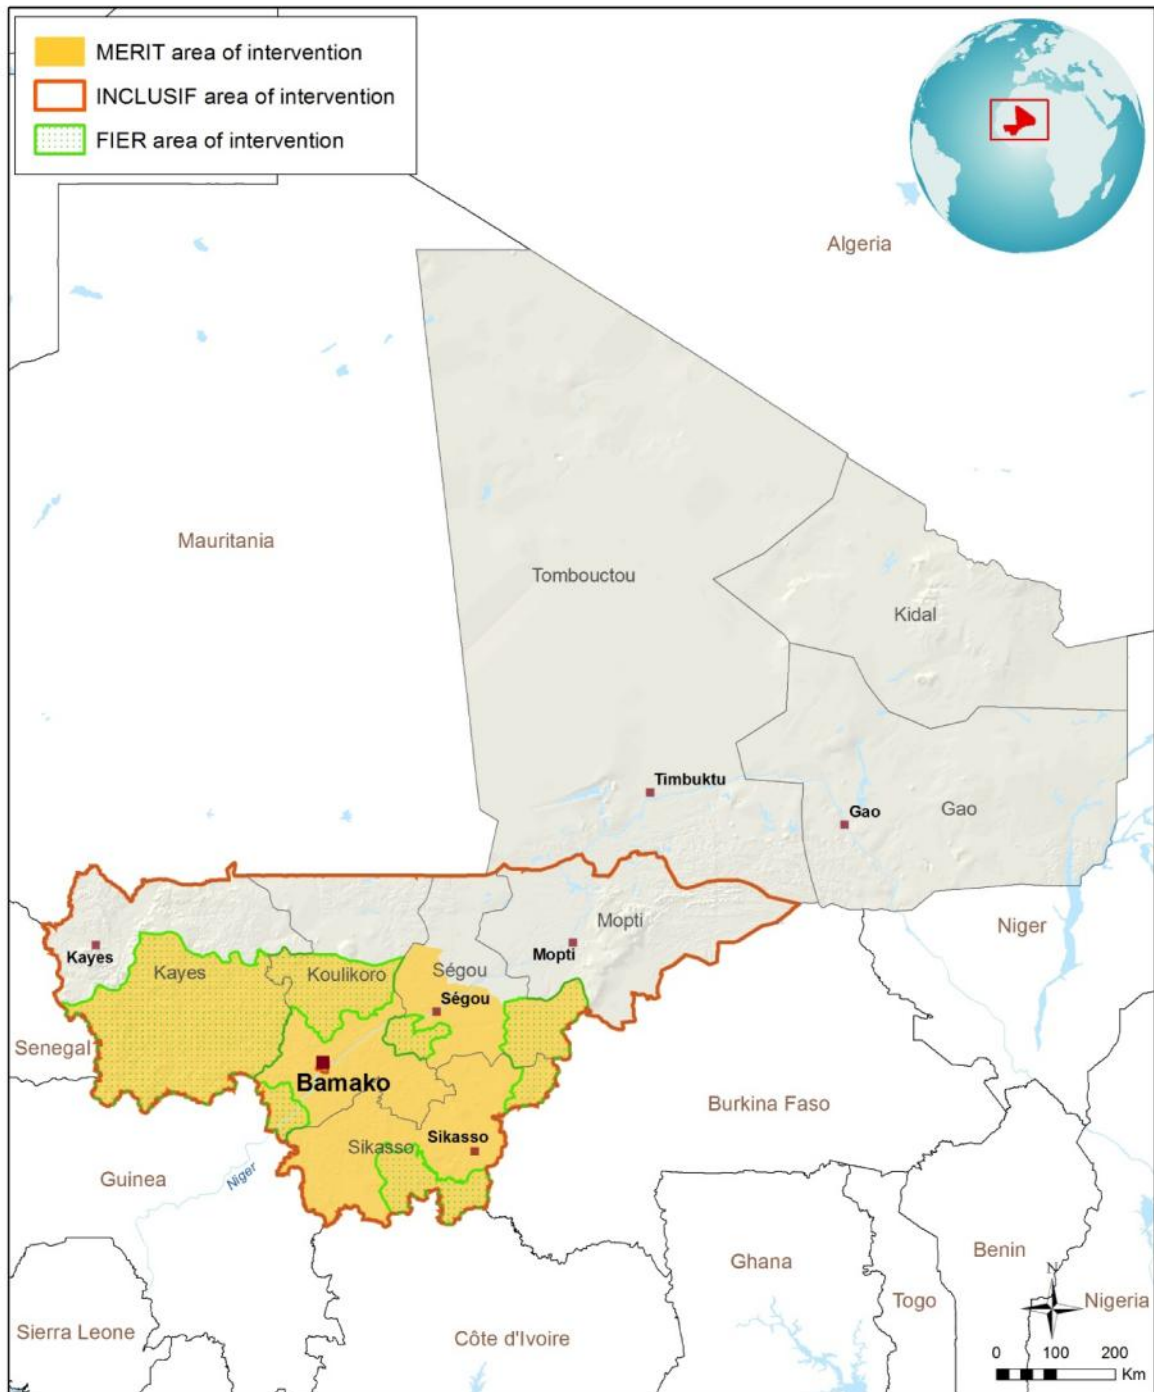 MERIT area of intervention
INCLUSIF area of intervention
FIER area of intervention
Algeria
Mauritania
Tombouctou
Kidal
Timbuktu
Gao
Gao
Mopti
Niger
Kayes
Mopti
Kayes
Koulikoro
Ségou
Ségou
Senegal
Bamako
Burkina Faso
Sikasso
Sikasso
Guinea
Niger
Ghana
Benin
N
Togo
Nigeria
Sierra Leone
Côte d'Ivoire
0 100 200
Km